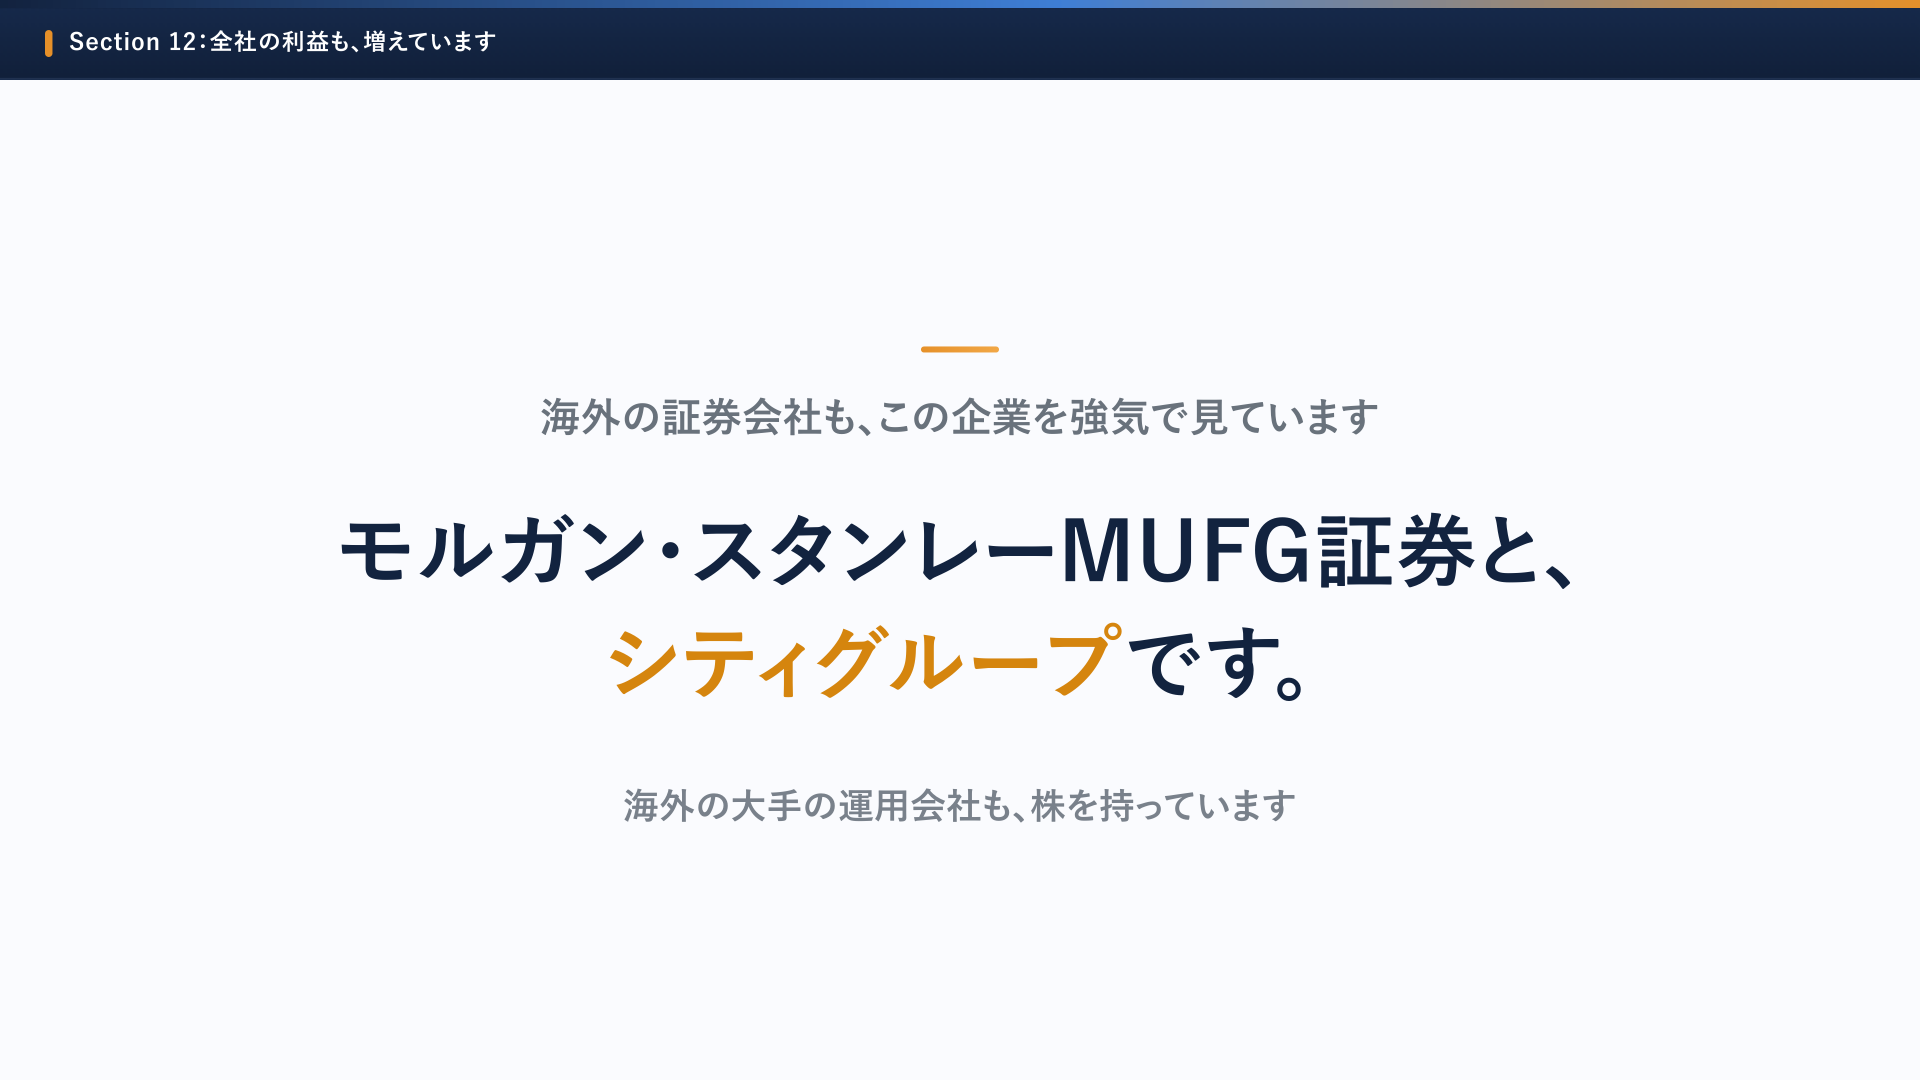 Section 12：全社の利益も、増えています
海外の証券会社も、この企業を強気で見ています
モルガン・スタンレーMUFG証券と、
シティグループです。
海外の大手の運用会社も、株を持っています